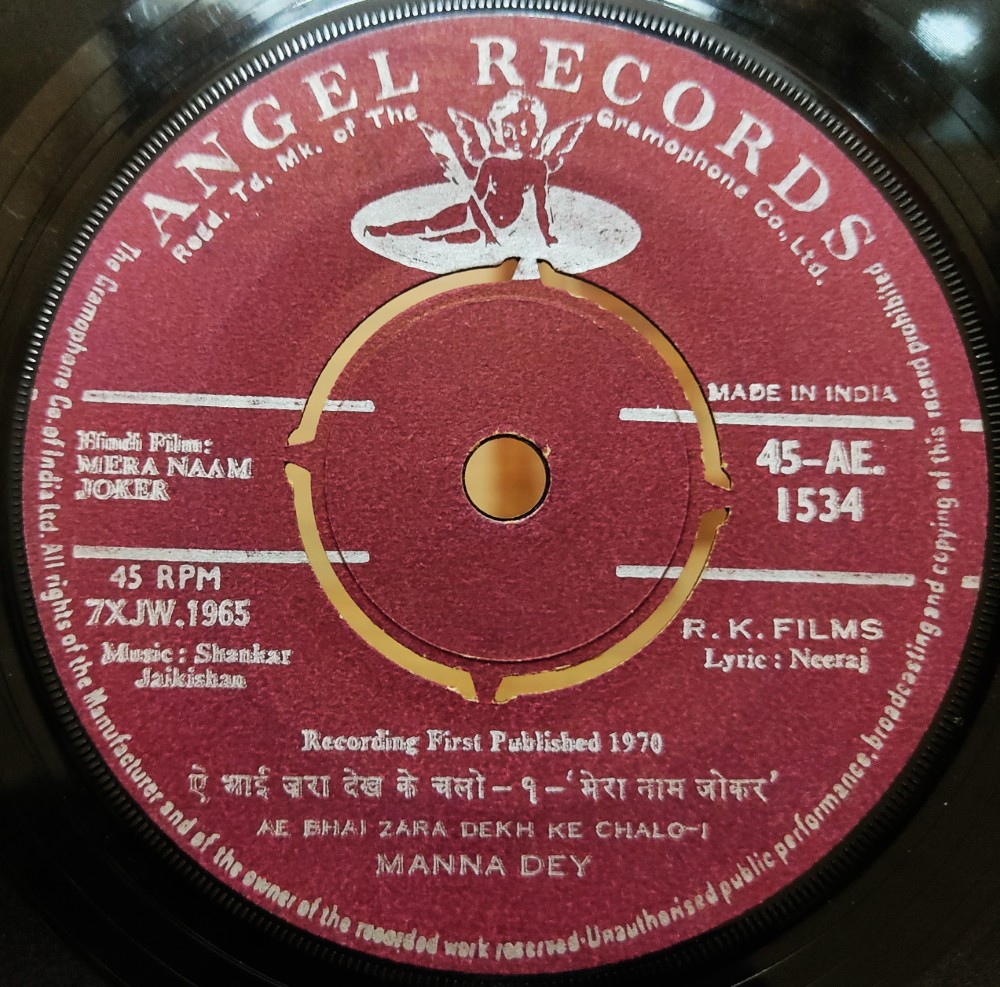 ANGEL RECORDS
Regd. Td. Mk. of The Gramophone Co., Ltd.
MADE IN INDIA
Hindi Film:
MERA NAAM
JOKER
45-AE.
1534
45 RPM
7XJW.1965
Music : Shankar
Jaikishan
R. K. FILMS
Lyric : Neeraj
Recording First Published 1970
ऐ भाई ज़रा देख के चलो-१-‘मेरा नाम जोकर’
AE BHAI ZARA DEKH KE CHALO-I
MANNA DEY
The Gramophone Co. of India Ltd. All rights of the Manufacturer and of the owner of the recorded work reserved·Unauthorised public performance, broadcasting and copying of this record prohibited